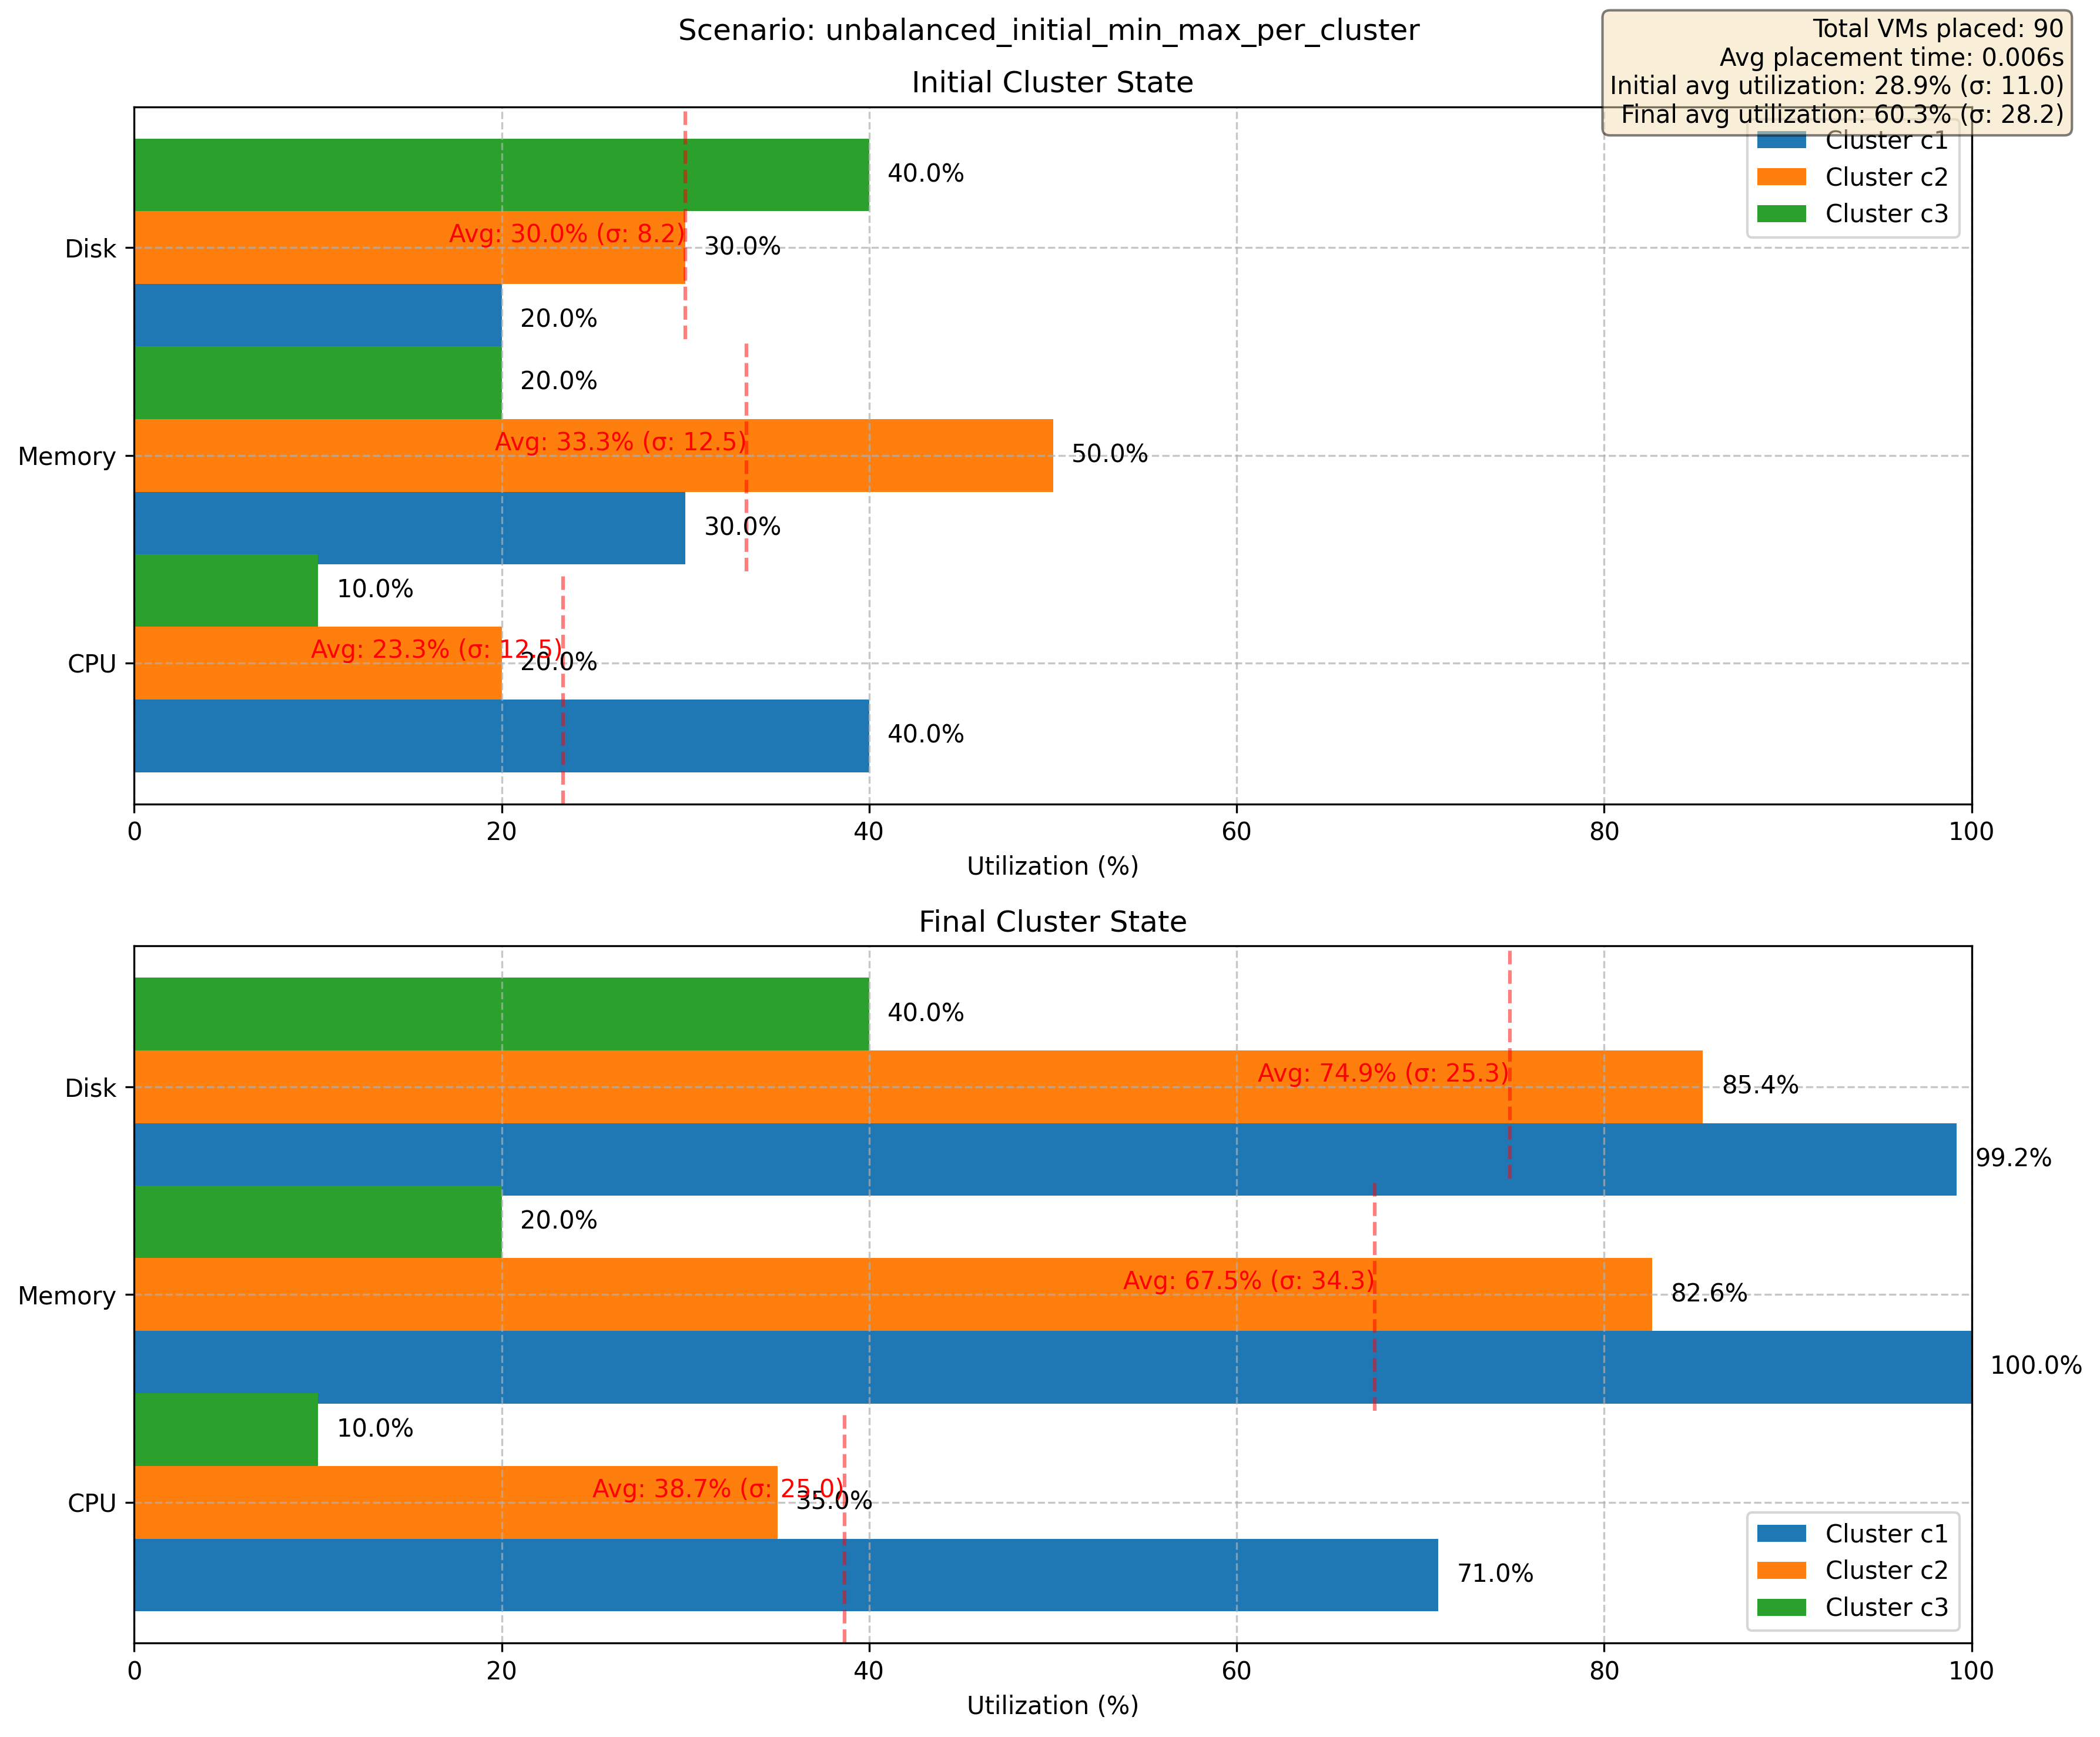 Scenario: unbalanced_initial_min_max_per_cluster
Total VMs placed: 90
Avg placement time: 0.006s
Initial avg utilization: 28.9% (σ: 11.0)
Final avg utilization: 60.3% (σ: 28.2)
Initial Cluster State
Cluster c1
Cluster c2
Cluster c3
40.0%
Disk
Avg: 30.0% (σ: 8.2)
30.0%
20.0%
20.0%
Memory
Avg: 33.3% (σ: 12.5)
50.0%
30.0%
10.0%
CPU
Avg: 23.3% (σ: 12.5)
20.0%
40.0%
0 20 40 60 80 100
Utilization (%)
Final Cluster State
40.0%
Disk
Avg: 74.9% (σ: 25.3)
85.4%
99.2%
20.0%
Memory
Avg: 67.5% (σ: 34.3)
82.6%
100.0%
10.0%
CPU
Avg: 38.7% (σ: 25.0)
35.0%
71.0%
Cluster c1
Cluster c2
Cluster c3
0 20 40 60 80 100
Utilization (%)